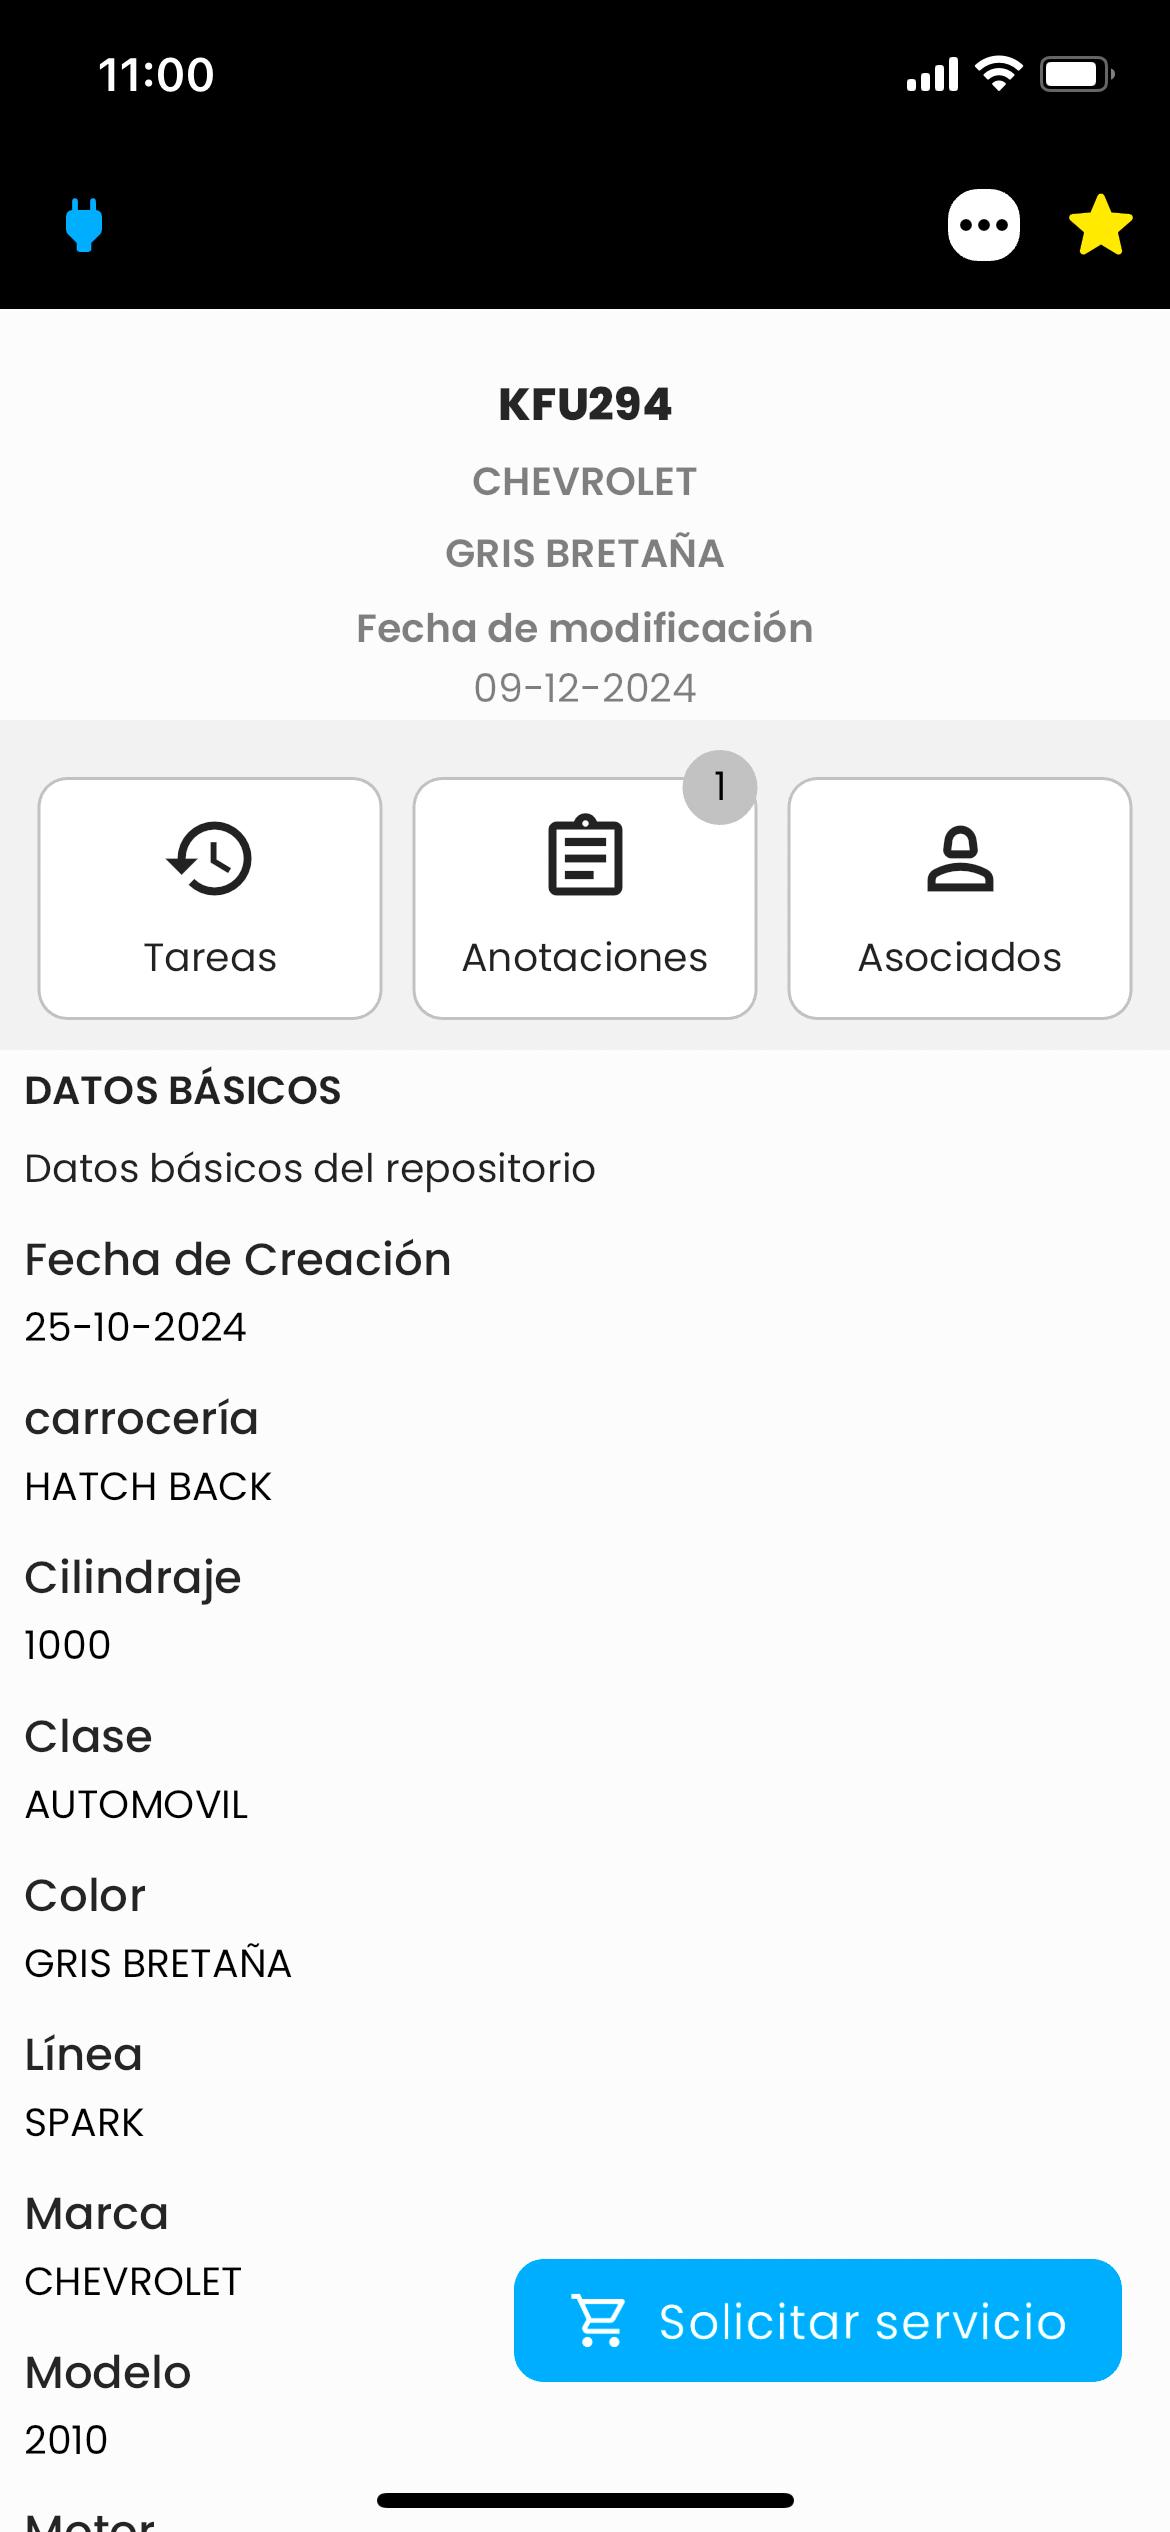 11:00
KFU294
CHEVROLET
GRIS BRETAÑA
Fecha de modificación
09-12-2024
1
Tareas
Anotaciones
Asociados
DATOS BÁSICOS
Datos básicos del repositorio
Fecha de Creación
25-10-2024
carrocería
HATCH BACK
Cilindraje
1000
Clase
AUTOMOVIL
Color
GRIS BRETAÑA
Línea
SPARK
Marca
CHEVROLET
Solicitar servicio
Modelo
2010
Motor